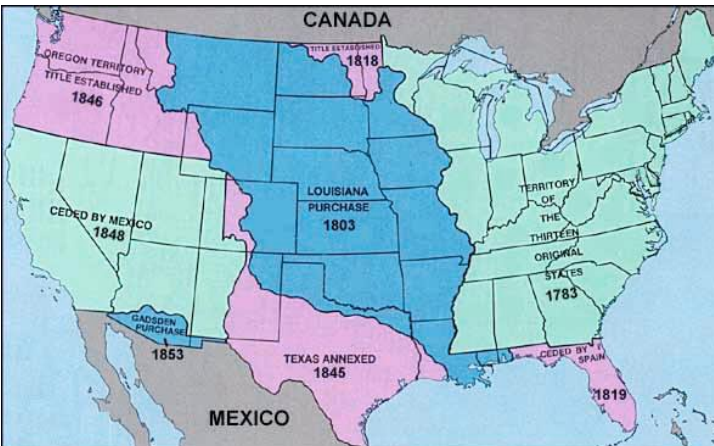 CANADA
TITLE ESTABLISHED
1818
OREGON TERRITORY
TITLE ESTABLISHED
1846
LOUISIANA
PURCHASE
1803
TERRITORY
OF
THE
THIRTEEN
ORIGINAL
STATES
1783
CEDED BY MEXICO
1848
GADSDEN
PURCHASE
1853
TEXAS ANNEXED
1845
CEDED BY
SPAIN
1819
MEXICO